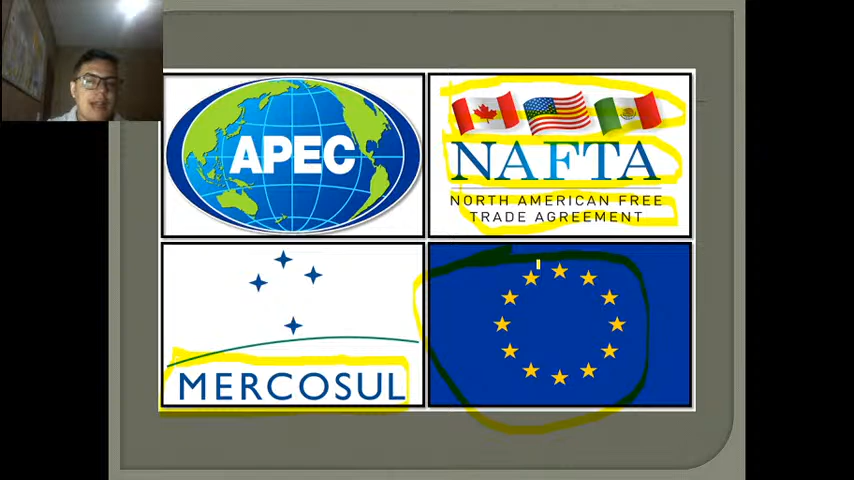 APEC
NAFTA
NORTH AMERICAN FREE
TRADE AGREEMENT
MERCOSUL